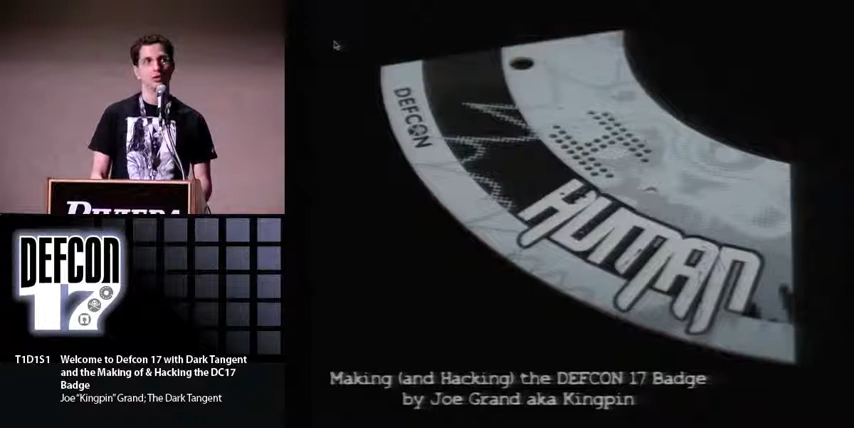 RIVIERA
DEFCON
17
T1D1S1 Welcome to Defcon 17 with Dark Tangent
and the Making of & Hacking the DC17
Badge
Joe "Kingpin" Grand; The Dark Tangent
DEFCON
HUMAN
Making (and Hacking) the DEFCON 17 Badge
by Joe Grand aka Kingpin